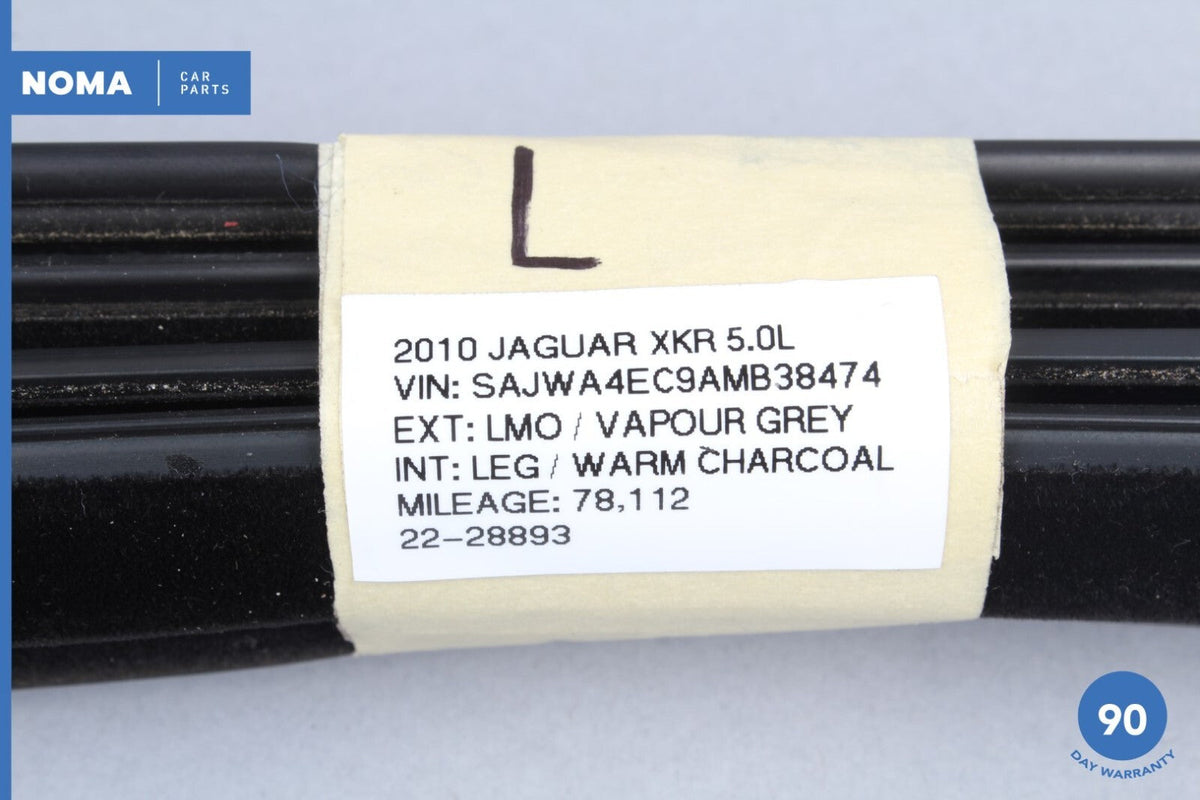 NOMA
CAR
PARTS
L
2010 JAGUAR XKR 5.0L
VIN: SAJWA4EC9AMB38474
EXT: LMO / VAPOUR GREY
INT: LEG / WARM CHARCOAL
MILEAGE: 78,112
22-28893
90
DAY WARRANTY